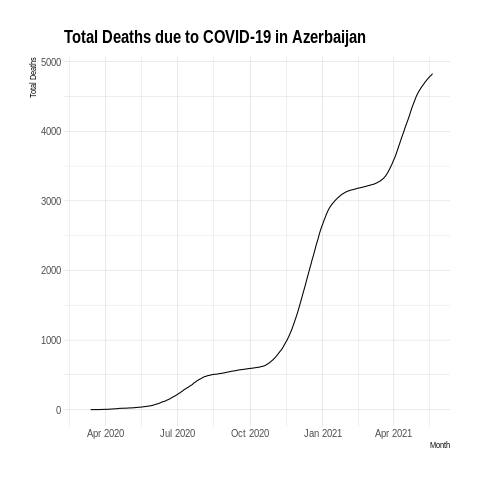 Total Deaths due to COVID-19 in Azerbaijan
Total Deaths
5000
4000
3000
2000
1000
0
Apr 2020 Jul 2020 Oct 2020 Jan 2021 Apr 2021
Month